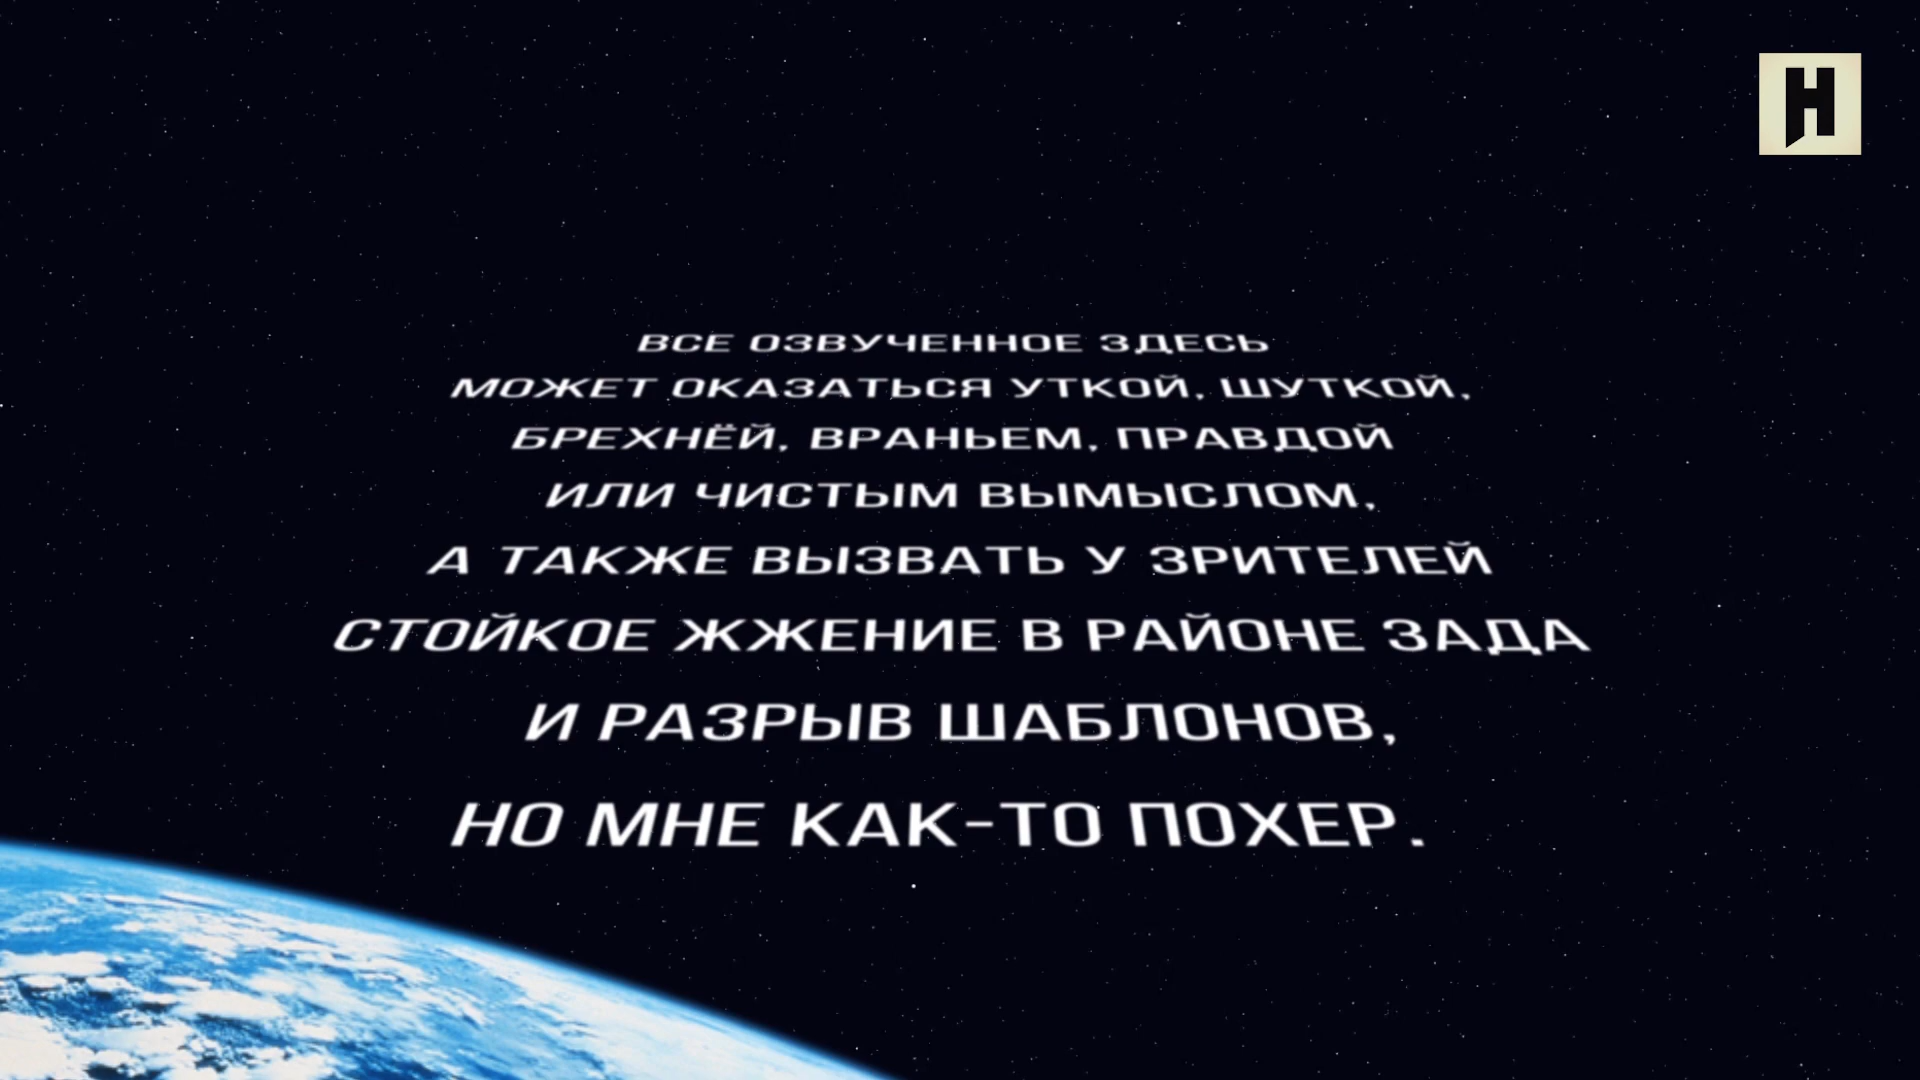 H
ВСЕ ОЗВУЧЕННОЕ ЗДЕСЬ
МОЖЕТ ОКАЗАТЬСЯ УТКОЙ, ШУТКОЙ,
БРЕХНЁЙ, ВРАНЬЕМ, ПРАВДОЙ
ИЛИ ЧИСТЫМ ВЫМЫСЛОМ,
А ТАКЖЕ ВЫЗВАТЬ У ЗРИТЕЛЕЙ
СТОЙКОЕ ЖЖЕНИЕ В РАЙОНЕ ЗАДА
И РАЗРЫВ ШАБЛОНОВ,
НО МНЕ КАК-ТО ПОХЕР.